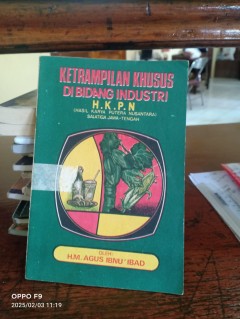 KETRAMPILAN KHUSUS
DI BIDANG INDUSTRI
H.K.P.N
(HASIL KARYA PUTERA NUSANTARA)
SALATIGA JAWA-TENGAH
OLEH :
H.M. AGUS IBNU 'IBAD
OPPO F9
2025/02/03 11:19